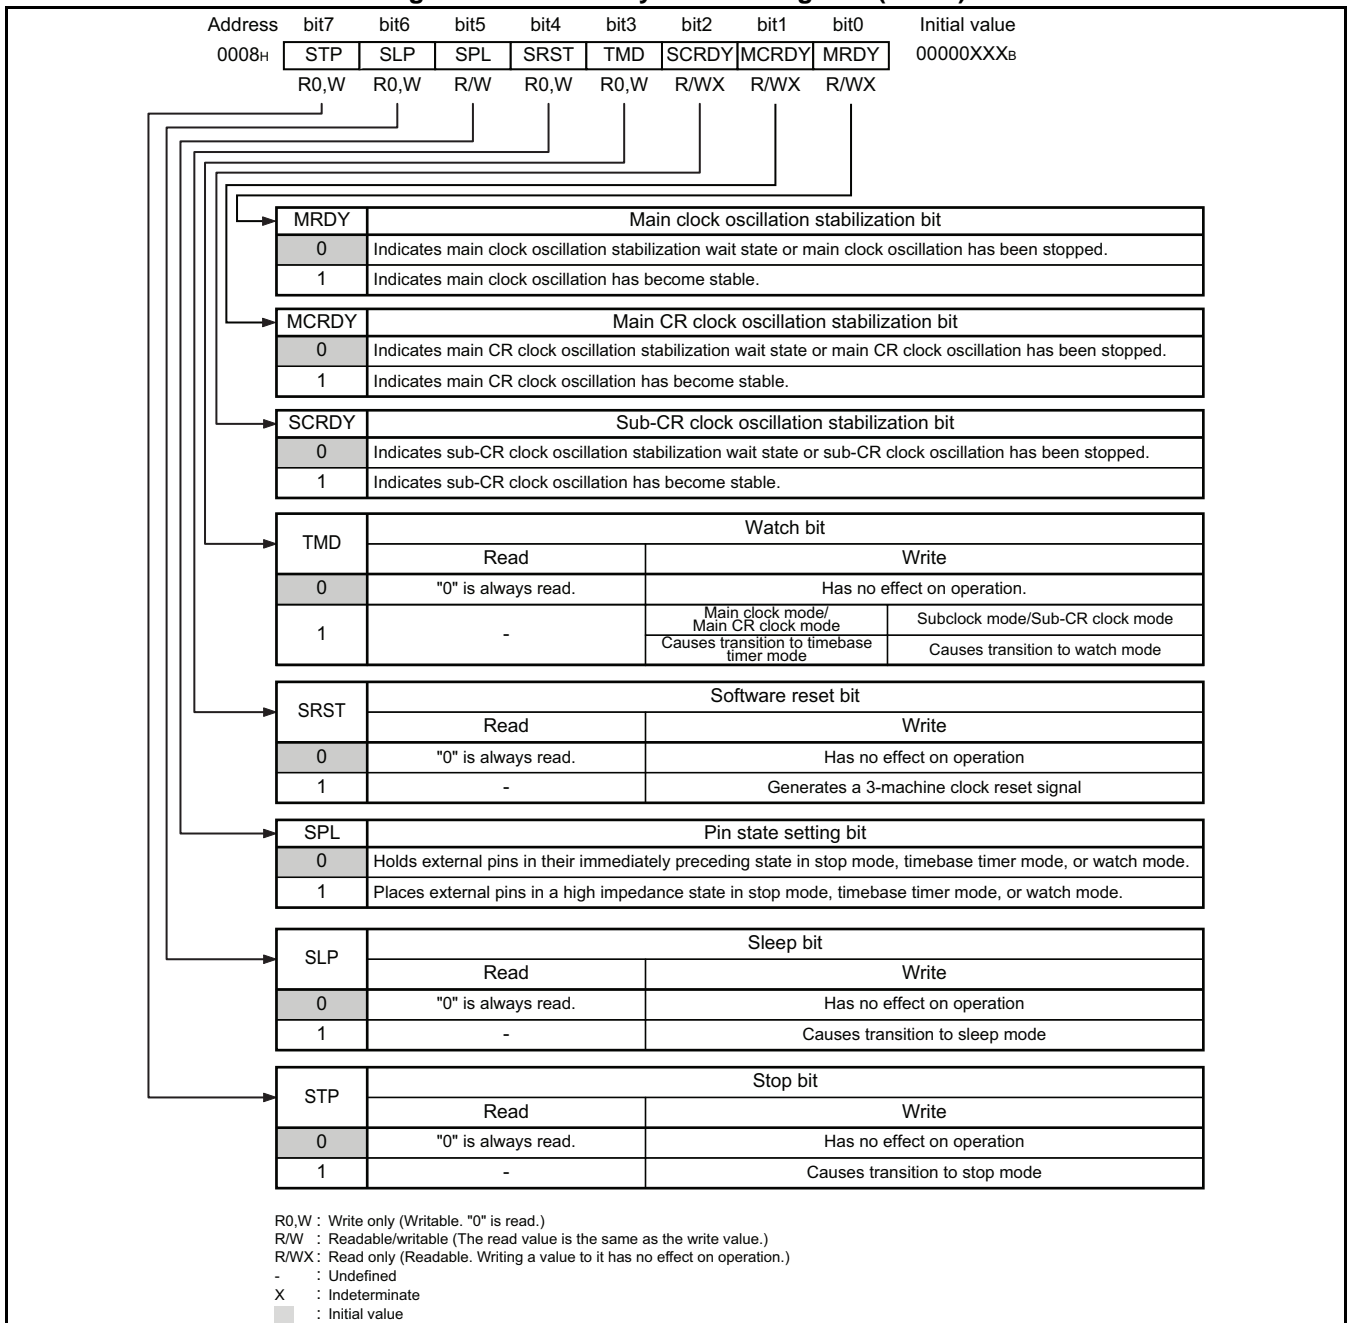 Address bit7 bit6 bit5 bit4 bit3 bit2 bit1 bit0 Initial value
0008H STP SLP SPL SRST TMD SCRDY MCRDY MRDY 00000XXXB
R0,W R0,W R/W R0,W R0,W R/WX R/WX R/WX
MRDY Main clock oscillation stabilization bit
0 Indicates main clock oscillation stabilization wait state or main clock oscillation has been stopped.
1 Indicates main clock oscillation has become stable.
MCRDY Main CR clock oscillation stabilization bit
0 Indicates main CR clock oscillation stabilization wait state or main CR clock oscillation has been stopped.
1 Indicates main CR clock oscillation has become stable.
SCRDY Sub-CR clock oscillation stabilization bit
0 Indicates sub-CR clock oscillation stabilization wait state or sub-CR clock oscillation has been stopped.
1 Indicates sub-CR clock oscillation has become stable.
TMD Watch bit
Read Write
0 "0" is always read. Has no effect on operation.
1 - Main clock mode/
Main CR clock mode Subclock mode/Sub-CR clock mode
Causes transition to timebase
timer mode Causes transition to watch mode
SRST Software reset bit
Read Write
0 "0" is always read. Has no effect on operation
1 - Generates a 3-machine clock reset signal
SPL Pin state setting bit
0 Holds external pins in their immediately preceding state in stop mode, timebase timer mode, or watch mode.
1 Places external pins in a high impedance state in stop mode, timebase timer mode, or watch mode.
SLP Sleep bit
Read Write
0 "0" is always read. Has no effect on operation
1 - Causes transition to sleep mode
STP Stop bit
Read Write
0 "0" is always read. Has no effect on operation
1 - Causes transition to stop mode
R0,W : Write only (Writable. "0" is read.)
R/W : Readable/writable (The read value is the same as the write value.)
R/WX : Read only (Readable. Writing a value to it has no effect on operation.)
- : Undefined
X : Indeterminate
: Initial value